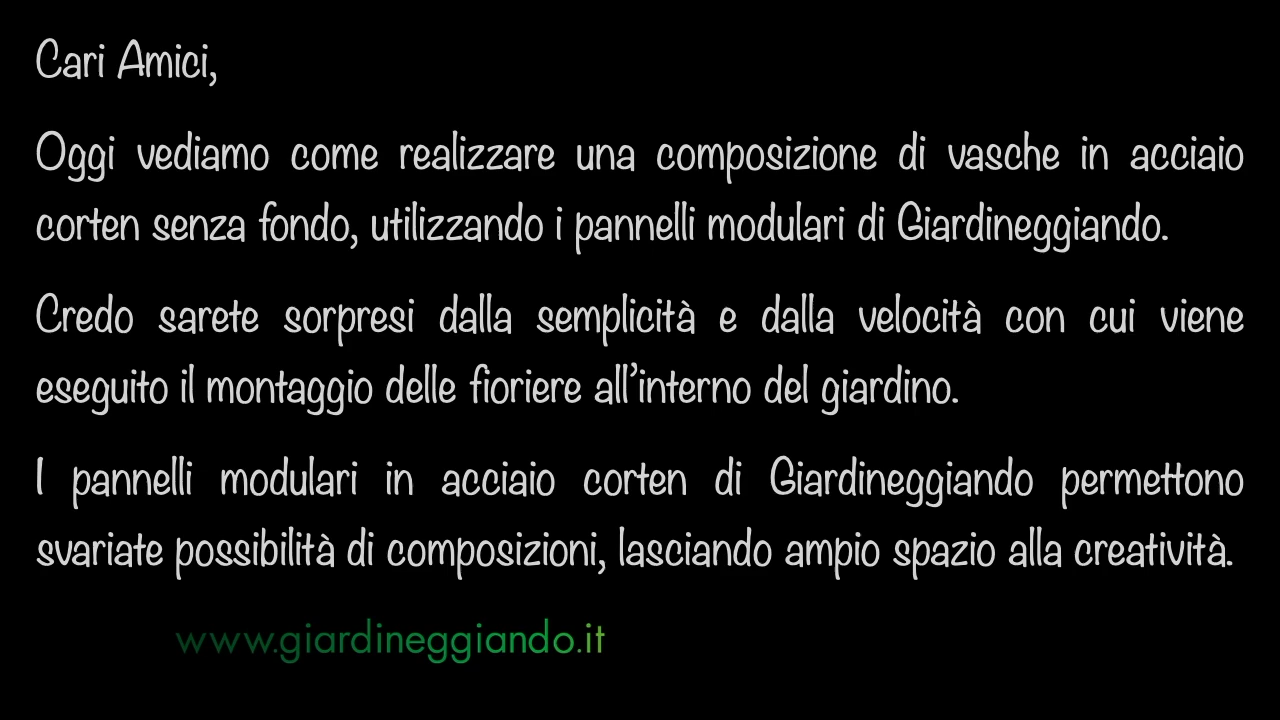 Cari Amici,
Oggi vediamo come realizzare una composizione di vasche in acciaio
corten senza fondo, utilizzando i pannelli modulari di Giardineggiando.
Credo sarete sorpresi dalla semplicità e dalla velocità con cui viene
eseguito il montaggio delle fioriere all’interno del giardino.
I pannelli modulari in acciaio corten di Giardineggiando permettono
svariate possibilità di composizioni, lasciando ampio spazio alla creatività.
www.giardineggiando.it